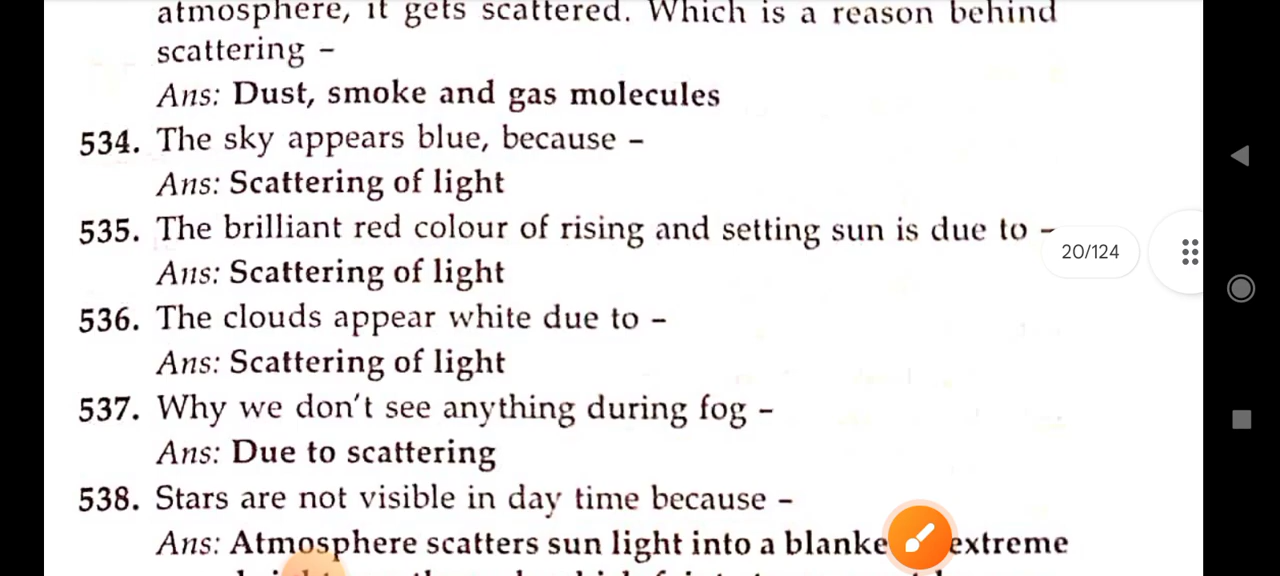 atmosphere, it gets scattered. Which is a reason behind
scattering –
Ans: Dust, smoke and gas molecules
534. The sky appears blue, because –
Ans: Scattering of light
535. The brilliant red colour of rising and setting sun is due to –
Ans: Scattering of light
20/124
536. The clouds appear white due to –
Ans: Scattering of light
537. Why we don't see anything during fog –
Ans: Due to scattering
538. Stars are not visible in day time because –
Ans: Atmosphere scatters sun light into a blanke extreme